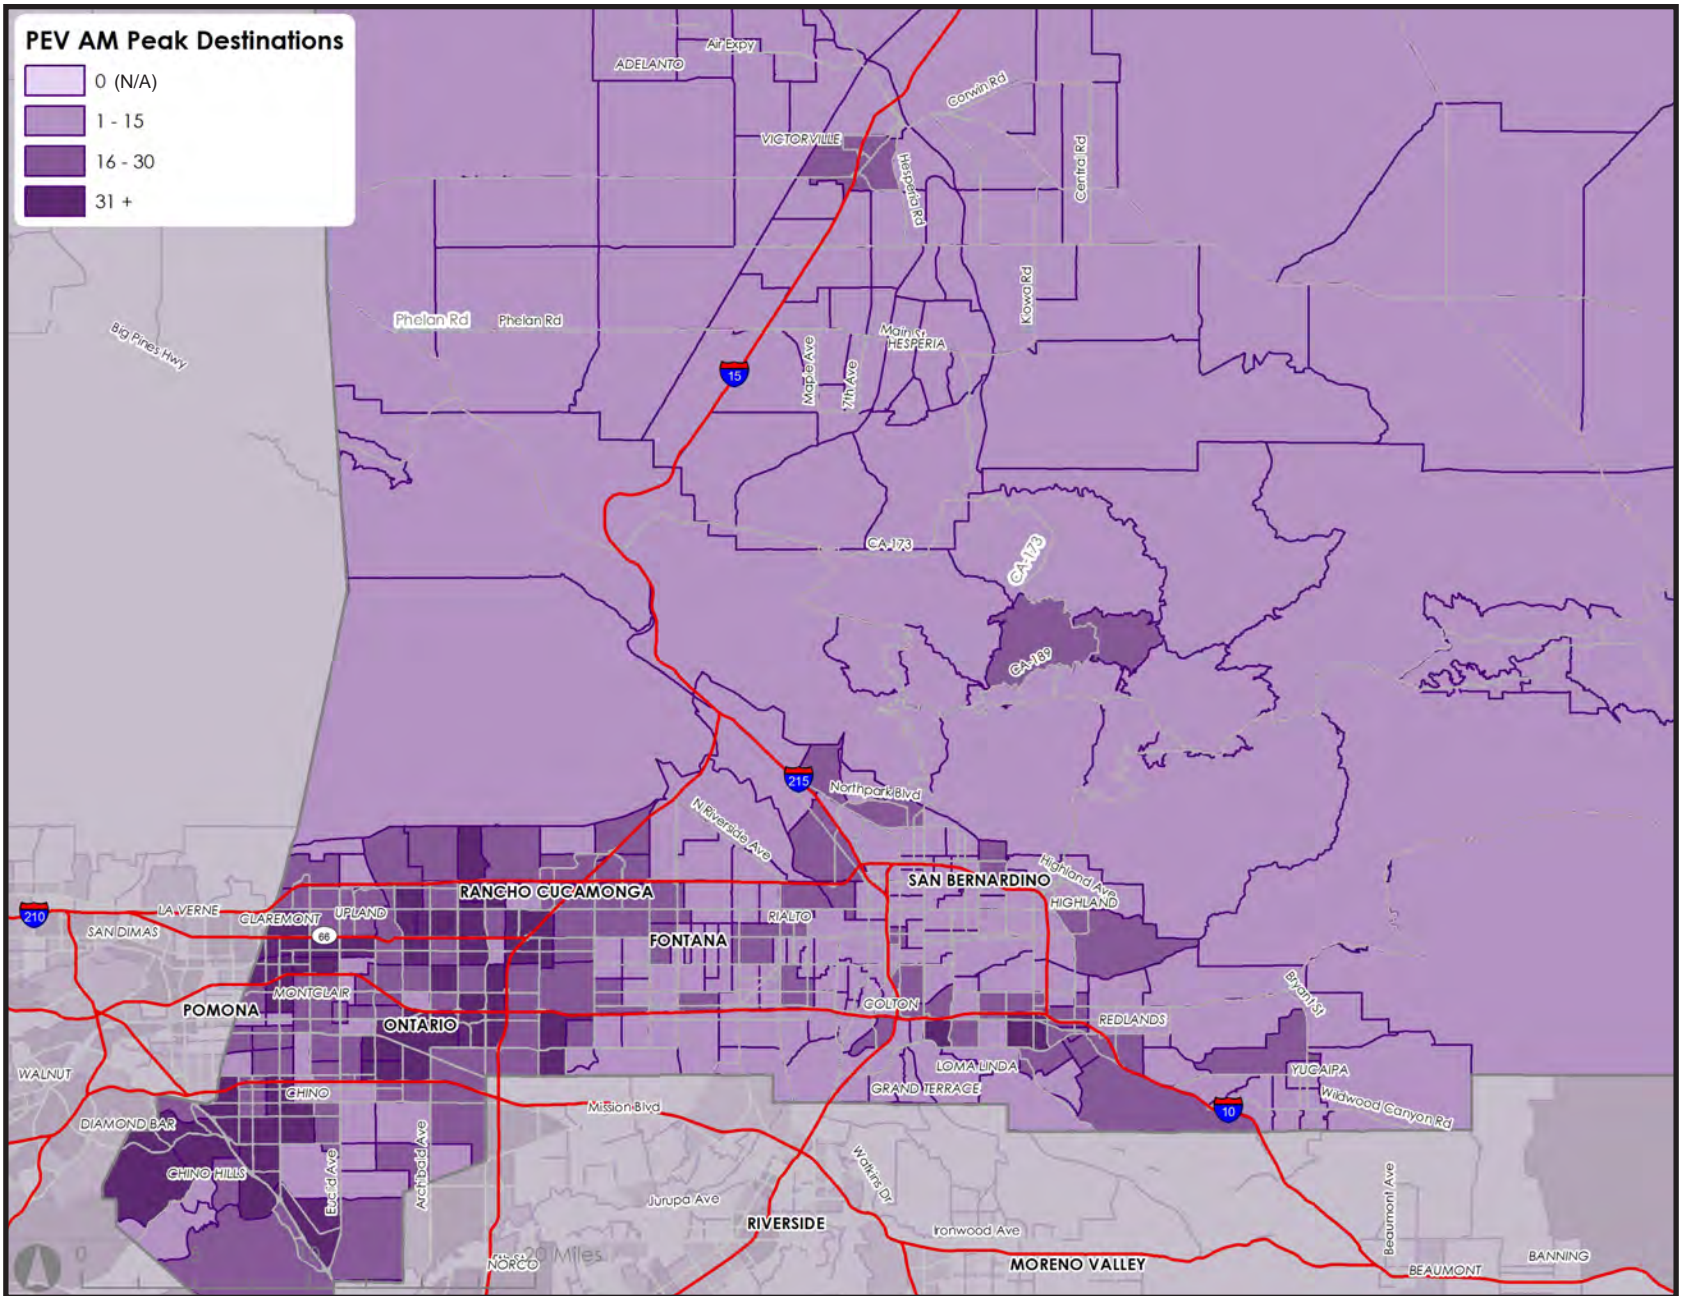 PEV AM Peak Destinations
0 (N/A)
1 - 15
16 - 30
31 +
Air Expy
ADELANTO
Corwin Rd
VICTORVILLE
Hesperia Rd
Central Rd
Kiowa Rd
Phelan Rd
Phelan Rd
Big Pines Hwy
Main St
HESPERIA
Maple Ave
7th Ave
15
CA-173
CA-173
CA-189
215
Northpark Blvd
N Riverside Ave
Highland Ave
SAN BERNARDINO
HIGHLAND
RANCHO CUCAMONGA
210
LA VERNE
CLAREMONT
UPLAND
RIALTO
SAN DIMAS
66
FONTANA
MONTCLAIR
POMONA
ONTARIO
COLTON
Bryan St
REDLANDS
WALNUT
LOMA LINDA
YUCAIPA
CHINO
GRAND TERRACE
Wildwood Canyon Rd
Mission Blvd
10
DIAMOND BAR
CHINO HILLS
Euclid Ave
Archibald Ave
Watkins Dr
Beaumont Ave
Jurupa Ave
RIVERSIDE
Ironwood Ave
0
20 Miles
NORCO
MORENO VALLEY
BEAUMONT
BANNING